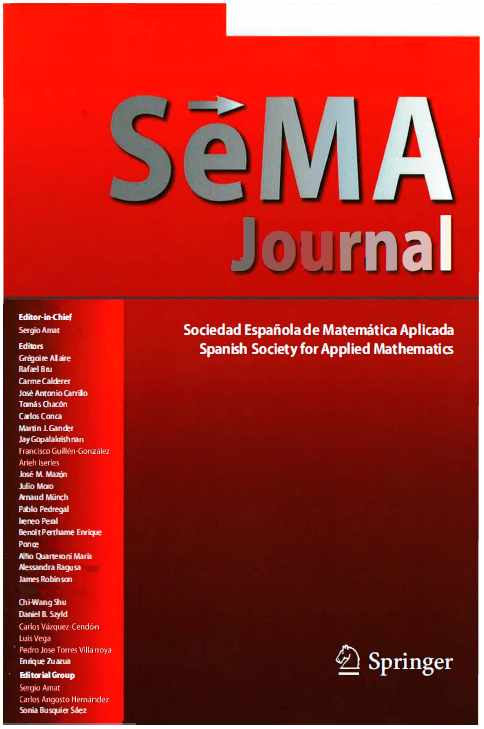 SēMA
Journal
Editor-in-Chief
Sergio Amat
Editors
Grégoire Allaire
Rafael Bru
Carme Calderer
José Antonio Carrillo
Tomás Chacón
Carlos Conca
Martin J. Gander
Jay Gopalakrishnan
Francisco Guillén-González
Arieh Iserles
José M. Mazón
Julio Moro
Arnaud Münch
Pablo Pedregal
Ireneo Peral
Benoît Perthame Enrique
Ponce
Alfio Quarteroni Maria
Alessandra Ragusa
James Robinson
Chi-Wang Shu
Daniel B. Szyld
Carlos Vázquez-Cendón
Luis Vega
Pedro Jose Torres Villarroya
Enrique Zuazua
Editorial Group
Sergio Amat
Carlos Angosto Hernández
Sonia Busquier Sáez
Sociedad Española de Matemática Aplicada
Spanish Society for Applied Mathematics
Springer